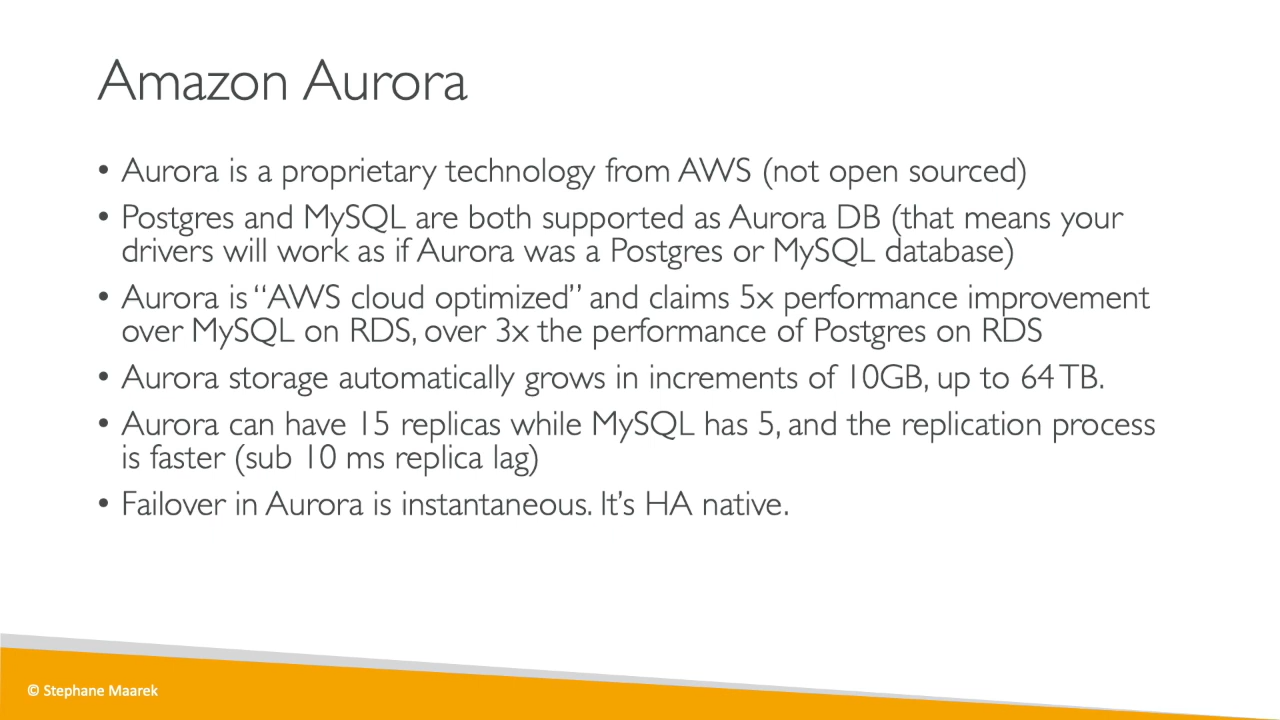 Amazon Aurora
• Aurora is a proprietary technology from AWS (not open sourced)
• Postgres and MySQL are both supported as Aurora DB (that means your
drivers will work as if Aurora was a Postgres or MySQL database)
• Aurora is “AWS cloud optimized” and claims 5x performance improvement
over MySQL on RDS, over 3x the performance of Postgres on RDS
• Aurora storage automatically grows in increments of 10GB, up to 64 TB.
• Aurora can have 15 replicas while MySQL has 5, and the replication process
is faster (sub 10 ms replica lag)
• Failover in Aurora is instantaneous. It’s HA native.
© Stephane Maarek